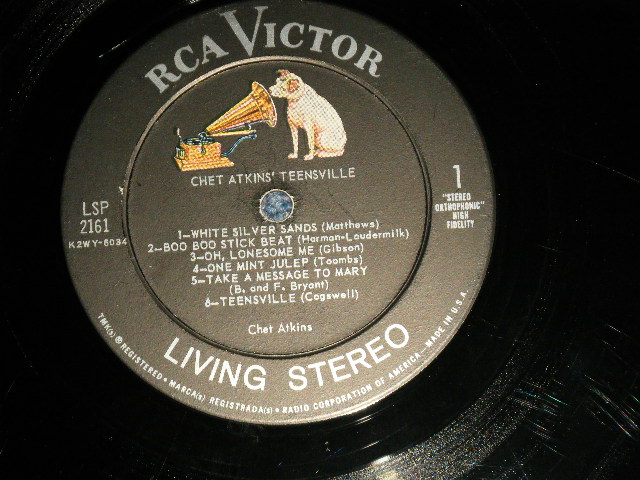 RCA VICTOR
CHET ATKINS' TEENSVILLE
LSP
2161
K2WY-6034
1
"STEREO
ORTHOPHONIC"
HIGH
FIDELITY
1—WHITE SILVER SANDS (Matthews)
2—BOO BOO STICK BEAT (Harman-Loudermilk)
3—OH, LONESOME ME (Gibson)
4—ONE MINT JULEP (Toombs)
5—TAKE A MESSAGE TO MARY
(B. and F. Bryant)
6—TEENSVILLE (Cogswell)
Chet Atkins
LIVING STEREO
TMK(s) ® REGISTERED • MARCA(s) REGISTRADA(s) • RADIO CORPORATION OF AMERICA—MADE IN U.S.A.